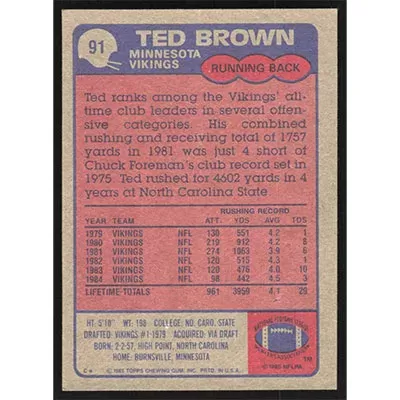 91
TED BROWN
MINNESOTA
VIKINGS
RUNNING BACK
Ted ranks among the Vikings' all-
time club leaders in several offen-
sive categories. His combined
rushing and receiving total of 1757
yards in 1981 was just 4 short of
Chuck Foreman's club record set in
1975. Ted rushed for 4602 yards in 4
years at North Carolina State
RUSHING RECORD
YEAR TEAM ATT. YDS AVG TDS
1979 VIKINGS NFL 130 551 4.2 1
1980 VIKINGS NFL 219 912 4.2 8
1981 VIKINGS NFL 274 1063 3.9 6
1982 VIKINGS NFL 120 515 4.3 1
1983 VIKINGS NFL 120 476 4.0 10
1984 VIKINGS NFL 98 442 4.5 3
LIFETIME TOTALS 961 3959 4.1 29
HT: 5'10" WT: 198 COLLEGE: NO. CARO. STATE
DRAFTED: VIKINGS #1-1979 ACQUIRED: VIA DRAFT
BORN: 2-2-57, HIGH POINT, NORTH CAROLINA
HOME: BURNSVILLE, MINNESOTA
© 1985 TOPPS CHEWING GUM, INC. PRTD. IN U.S.A.
TM
© 1985 NFLPA